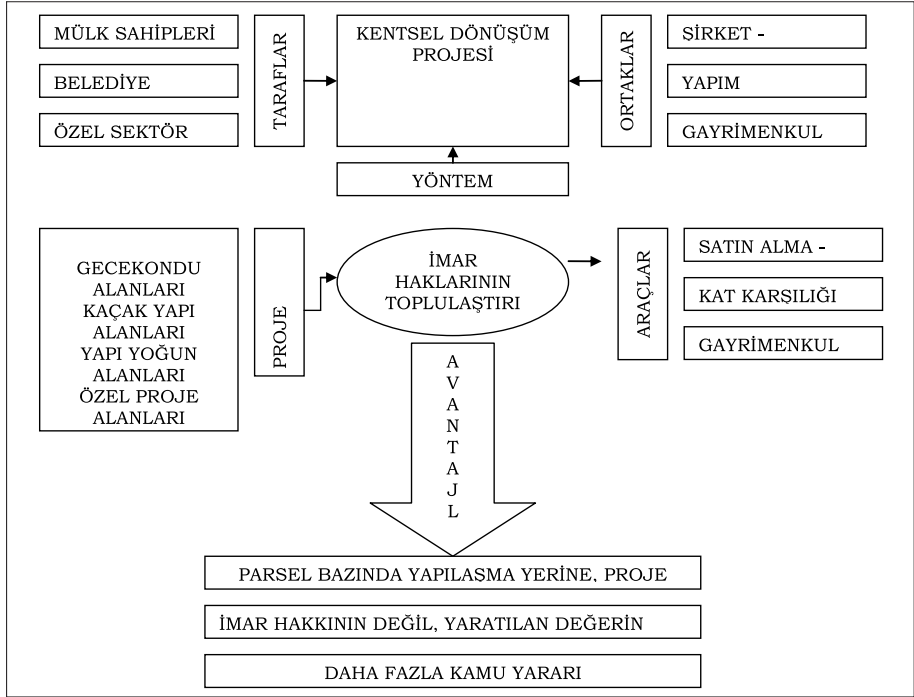 MÜLK SAHİPLERİ
BELEDİYE
ÖZEL SEKTÖR
TARAFLAR
KENTSEL DÖNÜŞÜM
PROJESİ
ORTAKLAR
ŞİRKET -
YAPIM
GAYRİMENKUL
YÖNTEM
GECEKONDU
ALANLARI
KAÇAK YAPI
ALANLARI
YAPI YOĞUN
ALANLARI
ÖZEL PROJE
ALANLARI
PROJE
İMAR
HAKLARININ
TOPLULAŞTIRI
ARAÇLAR
SATIN ALMA -
KAT KARŞILIĞI
GAYRİMENKUL
A
V
A
N
T
A
J
L
PARSEL BAZINDA YAPILAŞMA YERİNE, PROJE
İMAR HAKKININ DEĞİL, YARATILAN DEĞERİN
DAHA FAZLA KAMU YARARI